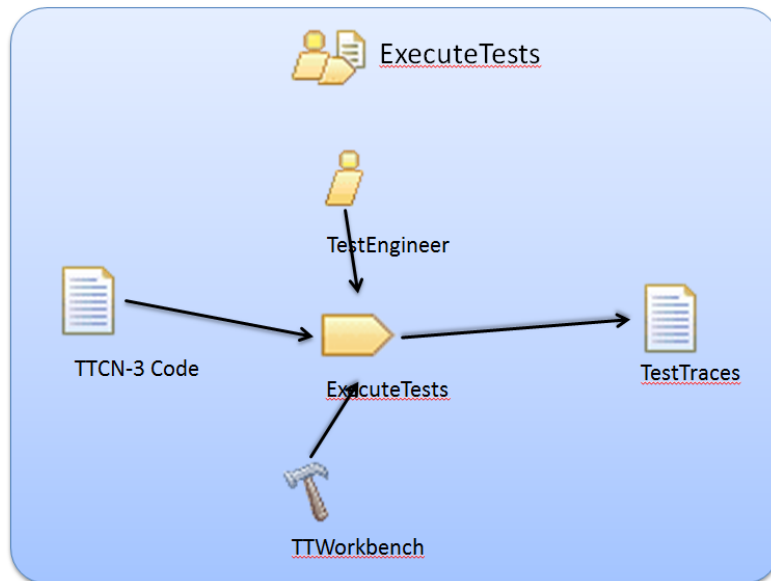 ExecuteTests
TestEngineer
TTCN-3 Code
ExecuteTests
TestTraces
TTWorkbench